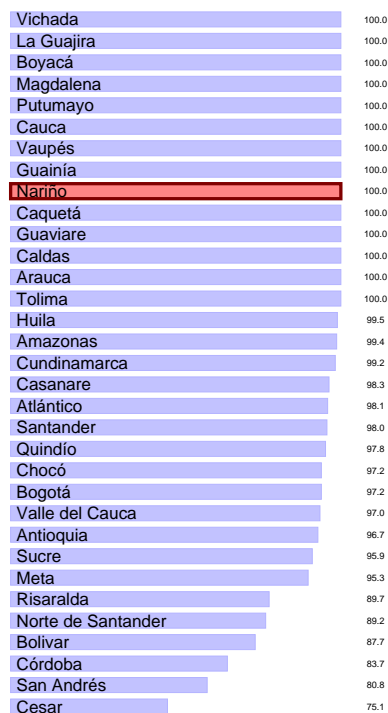 Vichada 100.0
La Guajira 100.0
Boyacá 100.0
Magdalena 100.0
Putumayo 100.0
Cauca 100.0
Vaupés 100.0
Guainía 100.0
Nariño 100.0
Caquetá 100.0
Guaviare 100.0
Caldas 100.0
Arauca 100.0
Tolima 100.0
Huila 99.5
Amazonas 99.4
Cundinamarca 99.2
Casanare 98.3
Atlántico 98.1
Santander 98.0
Quindío 97.8
Chocó 97.2
Bogotá 97.2
Valle del Cauca 97.0
Antioquia 96.7
Sucre 95.9
Meta 95.3
Risaralda 89.7
Norte de Santander 89.2
Bolivar 87.7
Córdoba 83.7
San Andrés 80.8
Cesar 75.1